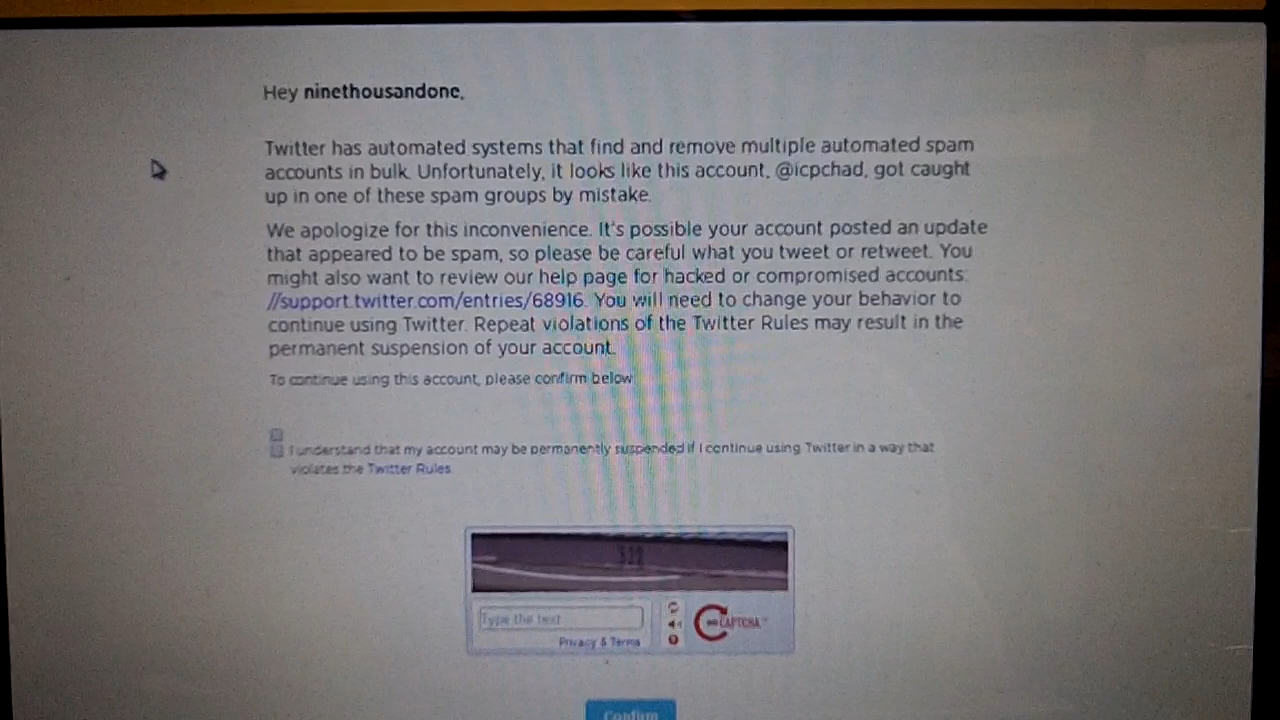 Hey ninethousandone,
Twitter has automated systems that find and remove multiple automated spam
accounts in bulk. Unfortunately, it looks like this account, @icpchad, got caught
up in one of these spam groups by mistake.
We apologize for this inconvenience. It's possible your account posted an update
that appeared to be spam, so please be careful what you tweet or retweet. You
might also want to review our help page for hacked or compromised accounts:
//support.twitter.com/entries/68916. You will need to change your behavior to
continue using Twitter. Repeat violations of the Twitter Rules may result in the
permanent suspension of your account.
To continue using this account, please confirm below
I understand that my account may be permanently suspended if I continue using Twitter in a way that
violates the Twitter Rules.
Type the text
Privacy & Terms
CAPTCHA
Confirm